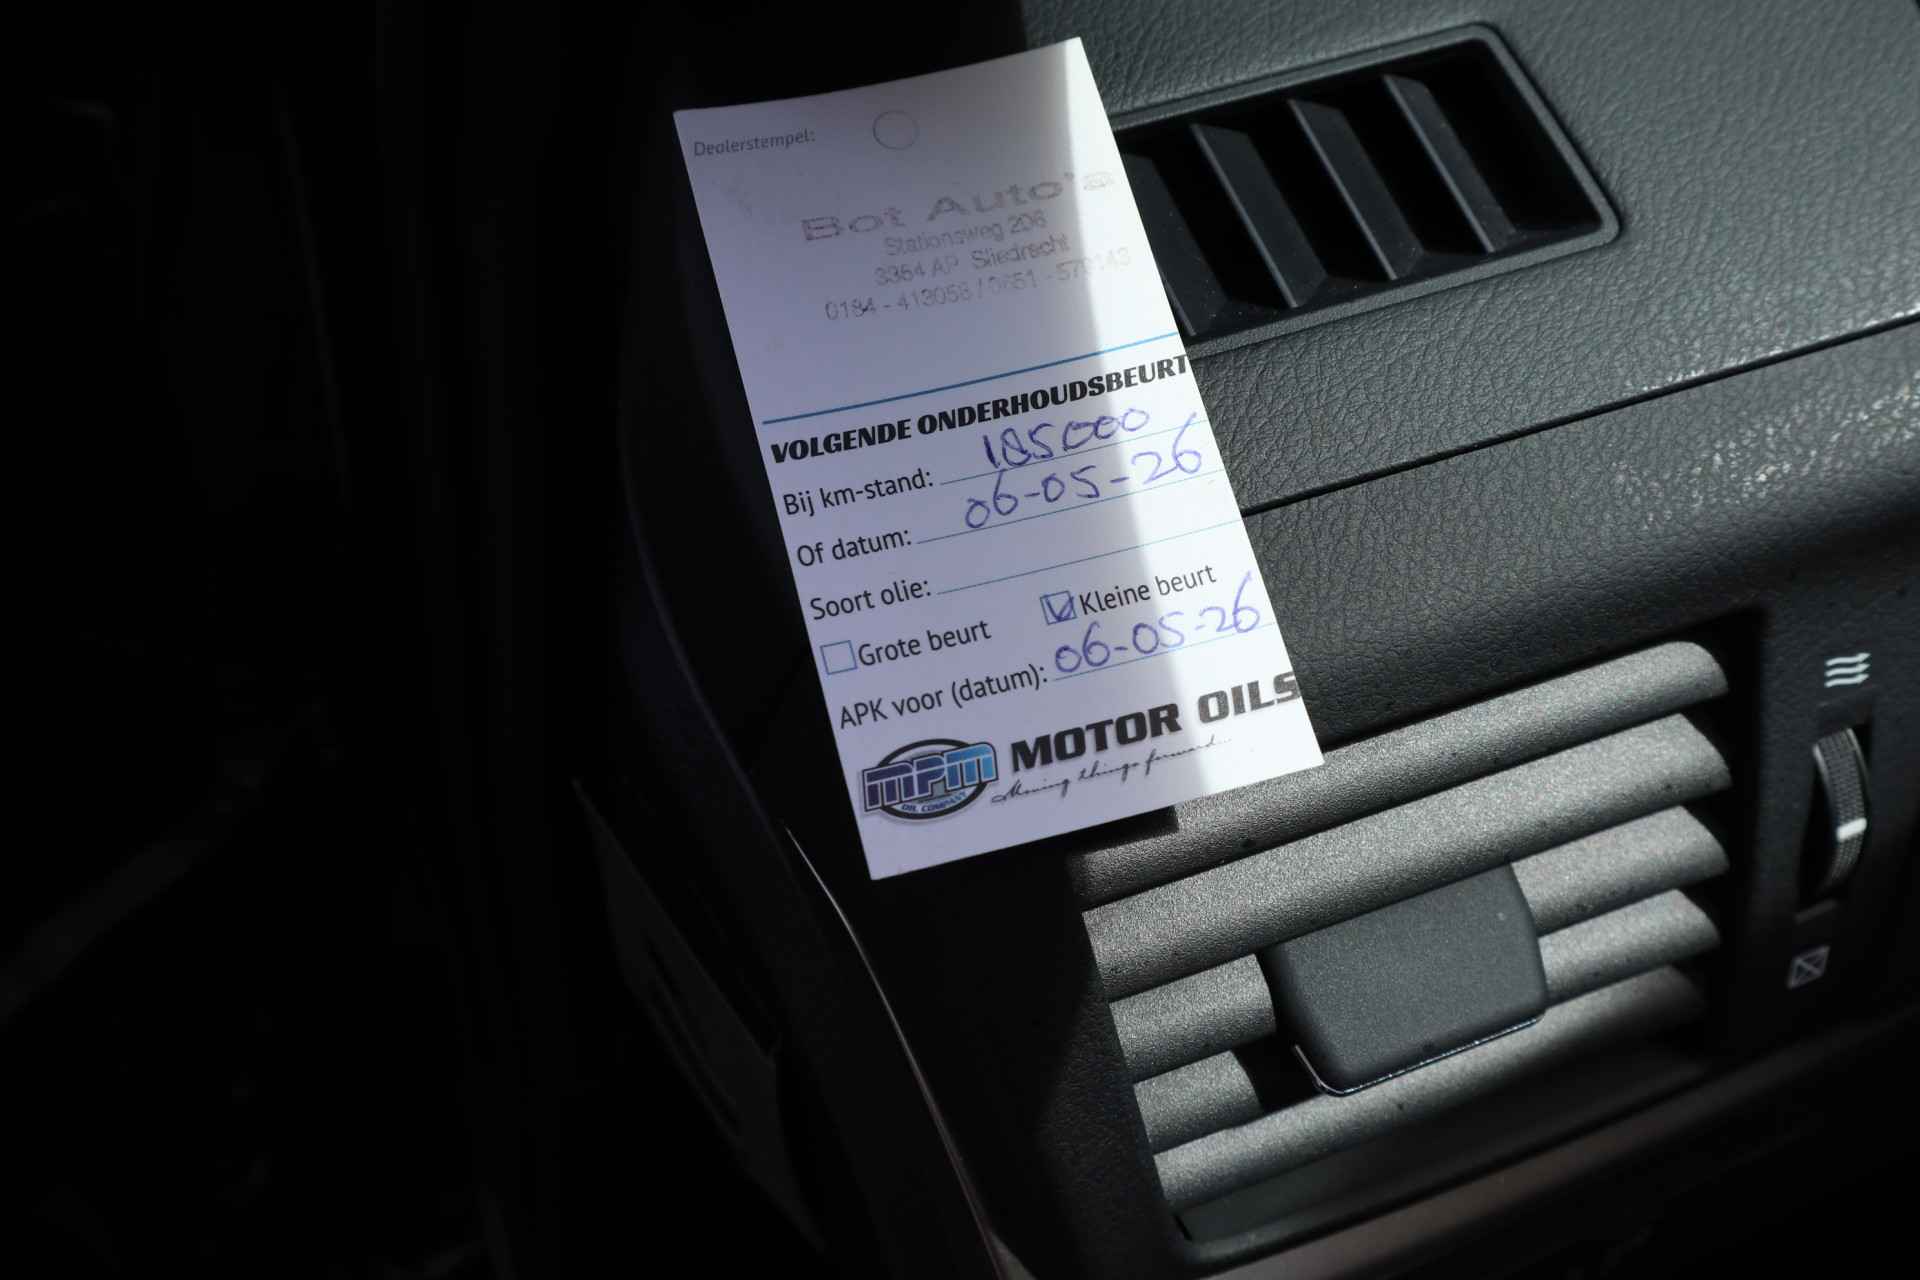 Dealerstempel:
Bot Auto's
Stationsweg 206
3354 AP Sliedrecht
0184 - 413058 / 0651 - 579143
VOLGENDE ONDERHOUDSBEURT
Bij km-stand: 185000
Of datum: 06-05-26
Soort olie:
Grote beurt Kleine beurt
APK voor (datum): 06-05-26
MPM OIL COMPANY MOTOR OILS
Moving things forward...